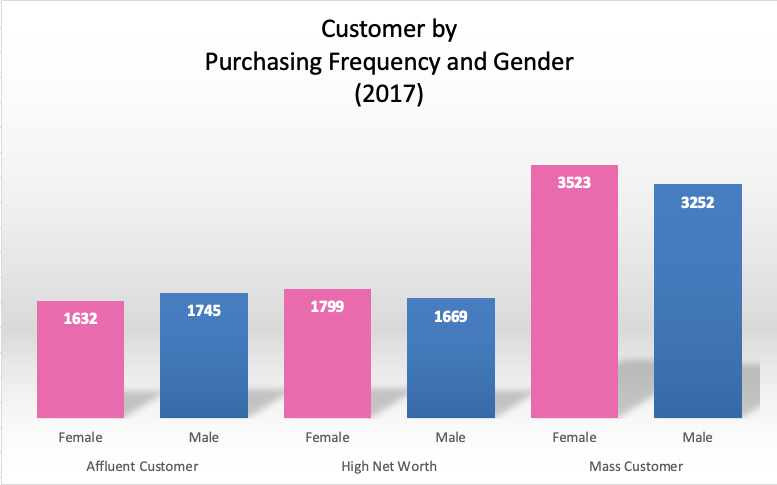 Customer by
Purchasing Frequency and Gender
(2017)
3523
3252
1799
1745
1632
1669
Female Male Female Male Female Male
Affluent Customer High Net Worth Mass Customer